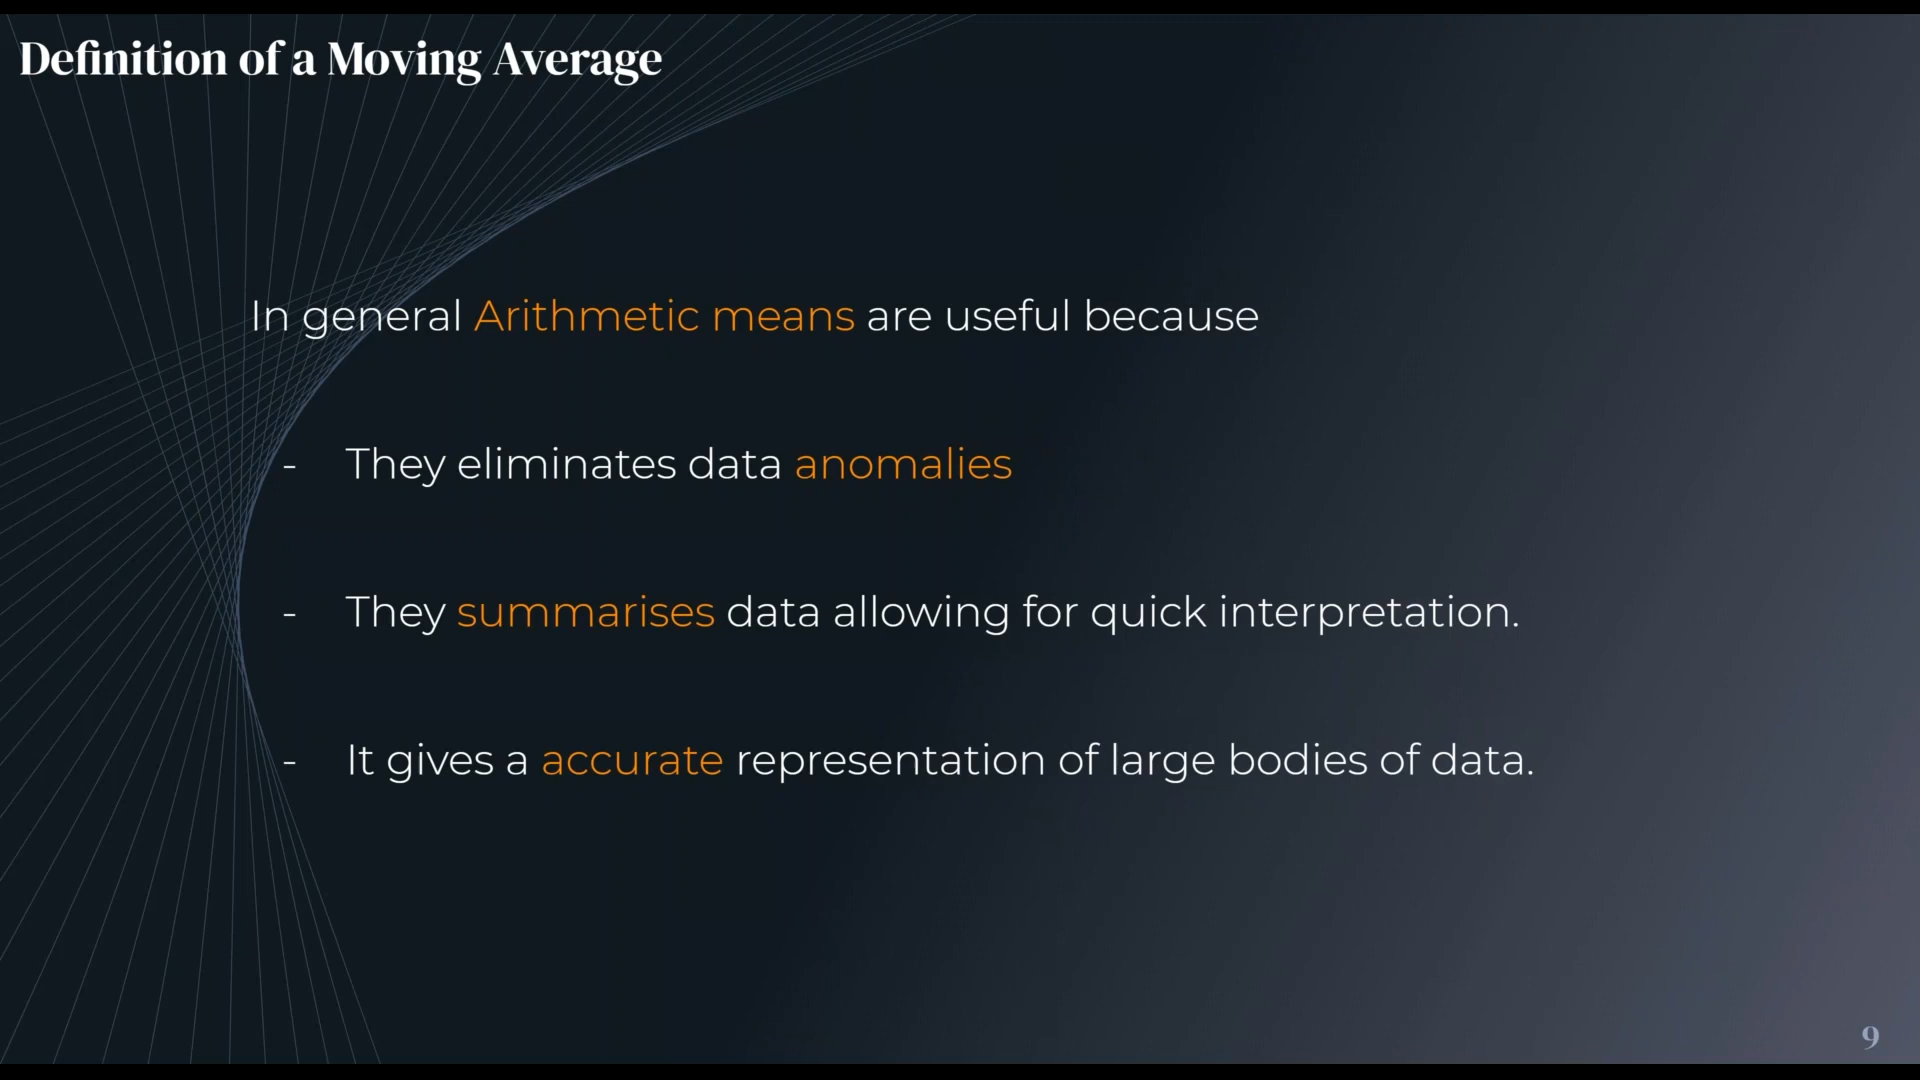 Definition of a Moving Average
In general Arithmetic means are useful because
- They eliminates data anomalies
- They summarises data allowing for quick interpretation.
- It gives a accurate representation of large bodies of data.
9